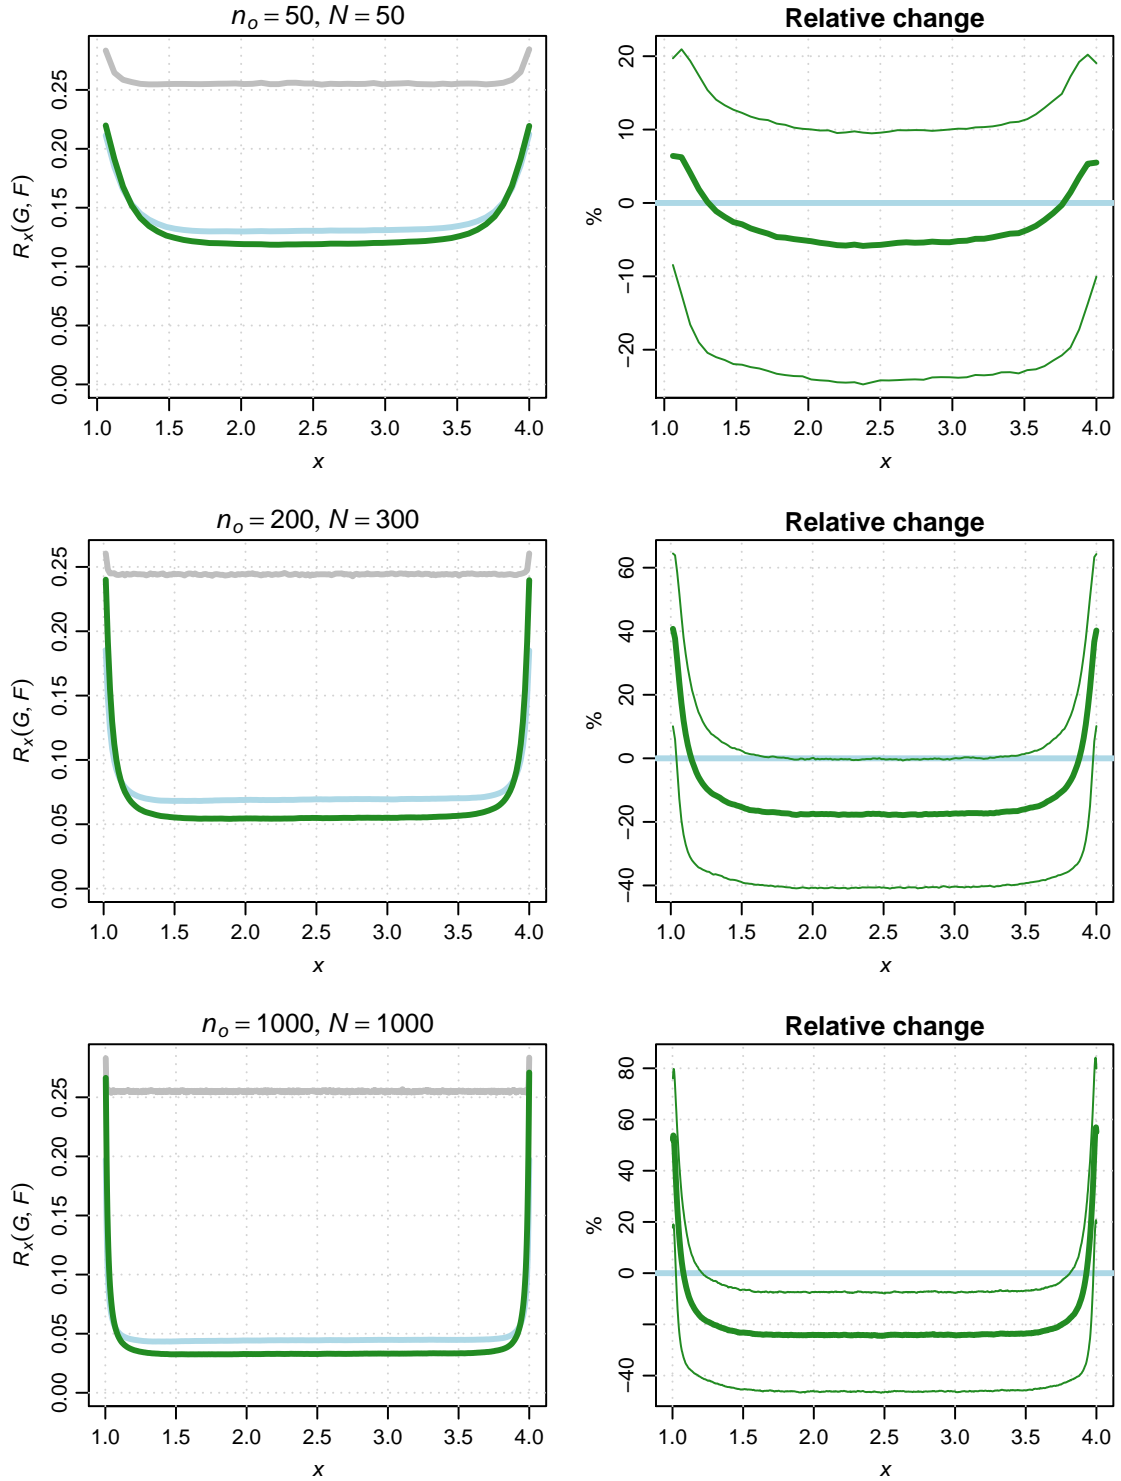 n_o = 50, N = 50
R_x(G, F)
0.25
0.20
0.15
0.10
0.05
0.00
1.0 1.5 2.0 2.5 3.0 3.5 4.0
x
Relative change
%
20
10
0
−10
−20
1.0 1.5 2.0 2.5 3.0 3.5 4.0
x
n_o = 200, N = 300
R_x(G, F)
0.25
0.20
0.15
0.10
0.05
0.00
1.0 1.5 2.0 2.5 3.0 3.5 4.0
x
Relative change
%
60
40
20
0
−20
−40
1.0 1.5 2.0 2.5 3.0 3.5 4.0
x
n_o = 1000, N = 1000
R_x(G, F)
0.25
0.20
0.15
0.10
0.05
0.00
1.0 1.5 2.0 2.5 3.0 3.5 4.0
x
Relative change
%
80
60
40
20
0
−40
1.0 1.5 2.0 2.5 3.0 3.5 4.0
x